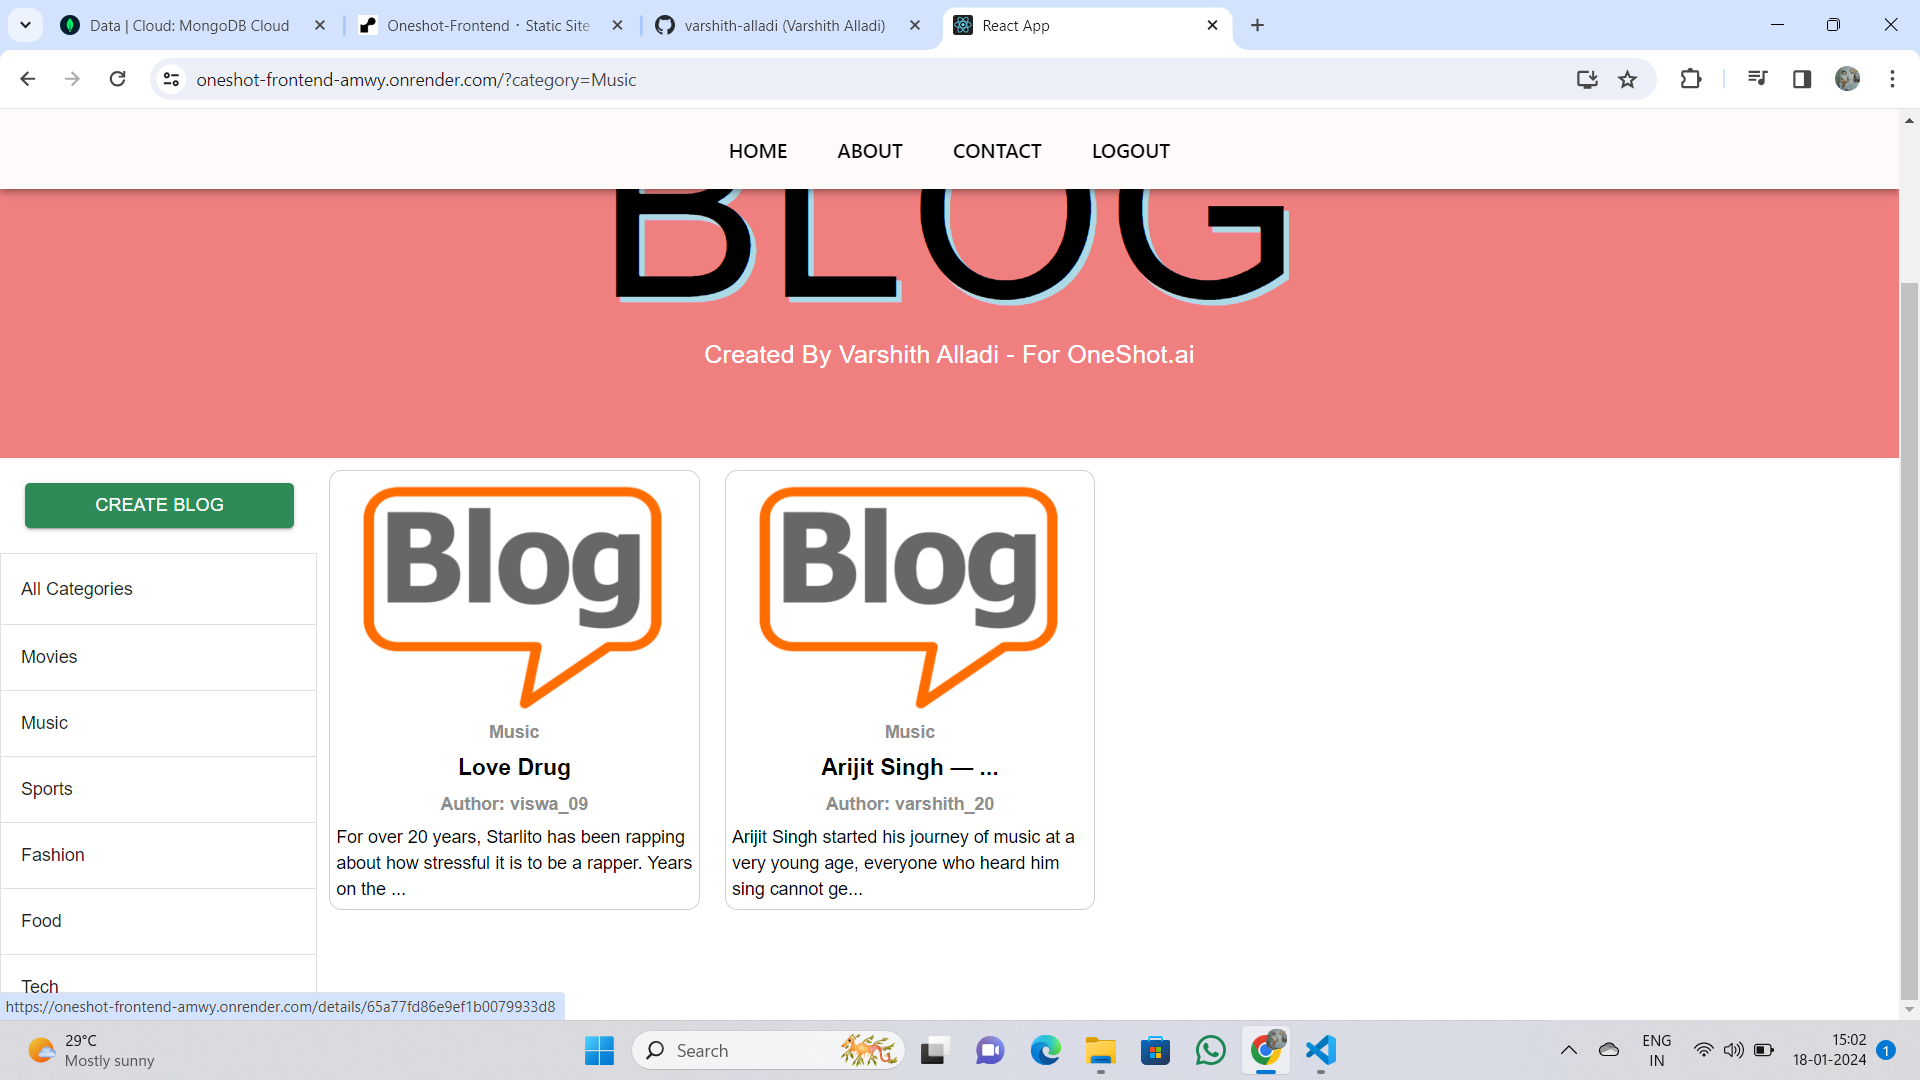 Data | Cloud: MongoDB Cloud
Oneshot-Frontend · Static Site
varshith-alladi (Varshith Alladi)
React App
oneshot-frontend-amwy.onrender.com/?category=Music
HOME ABOUT CONTACT LOGOUT
BLOG
Created By Varshith Alladi - For OneShot.ai
CREATE BLOG
All Categories
Movies
Music
Sports
Fashion
Food
Tech
Blog
Music
Love Drug
Author: viswa_09
For over 20 years, Starlito has been rapping
about how stressful it is to be a rapper. Years
on the ...
Blog
Music
Arijit Singh — ...
Author: varshith_20
Arijit Singh started his journey of music at a
very young age, everyone who heard him
sing cannot ge...
https://oneshot-frontend-amwy.onrender.com/details/65a77fd86e9ef1b0079933d8
29°C
Mostly sunny
Search
ENG
IN
15:02
18-01-2024
1